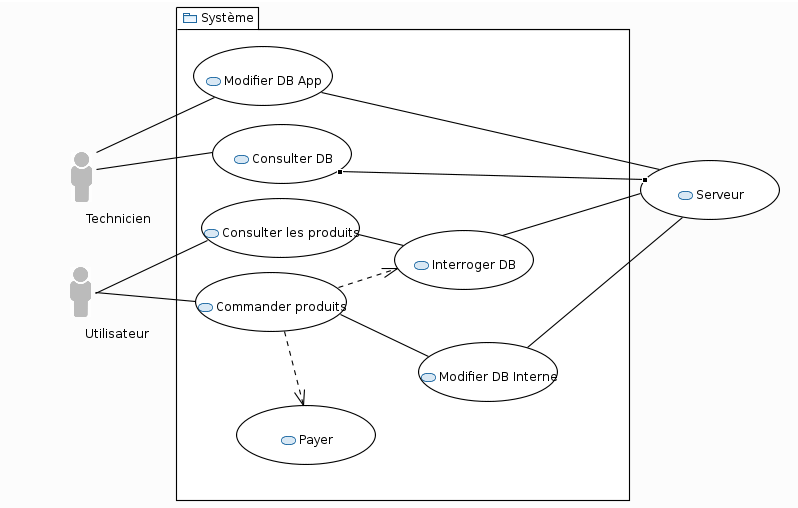 Système
Modifier DB App
Consulter DB
Technicien
Serveur
Consulter les produits
Interroger DB
Commander produits
Utilisateur
Modifier DB Interne
Payer